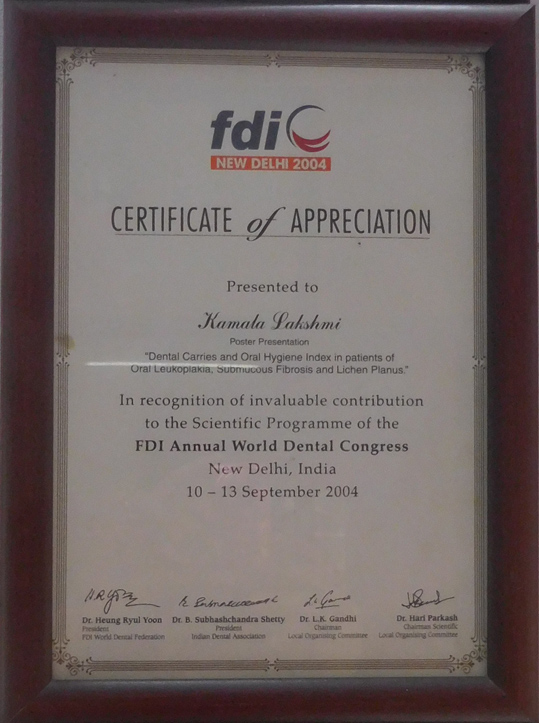 fdi
NEW DELHI 2004
CERTIFICATE of APPRECIATION
Presented to
Kamala Lakshmi
Poster Presentation
"Dental Carries and Oral Hygiene Index in patients of
Oral Leukoplakia, Submucous Fibrosis and Lichen Planus."
In recognition of invaluable contribution
to the Scientific Programme of the
FDI Annual World Dental Congress
New Delhi, India
10 – 13 September 2004
Dr. Heung Ryul Yoon
President
FDI World Dental Federation
Dr. B. Subhashchandra Shetty
President
Indian Dental Association
Dr. L.K. Gandhi
Chairman
Local Organising Committee
Dr. Hari Parkash
Chairman Scientific
Local Organising Committee